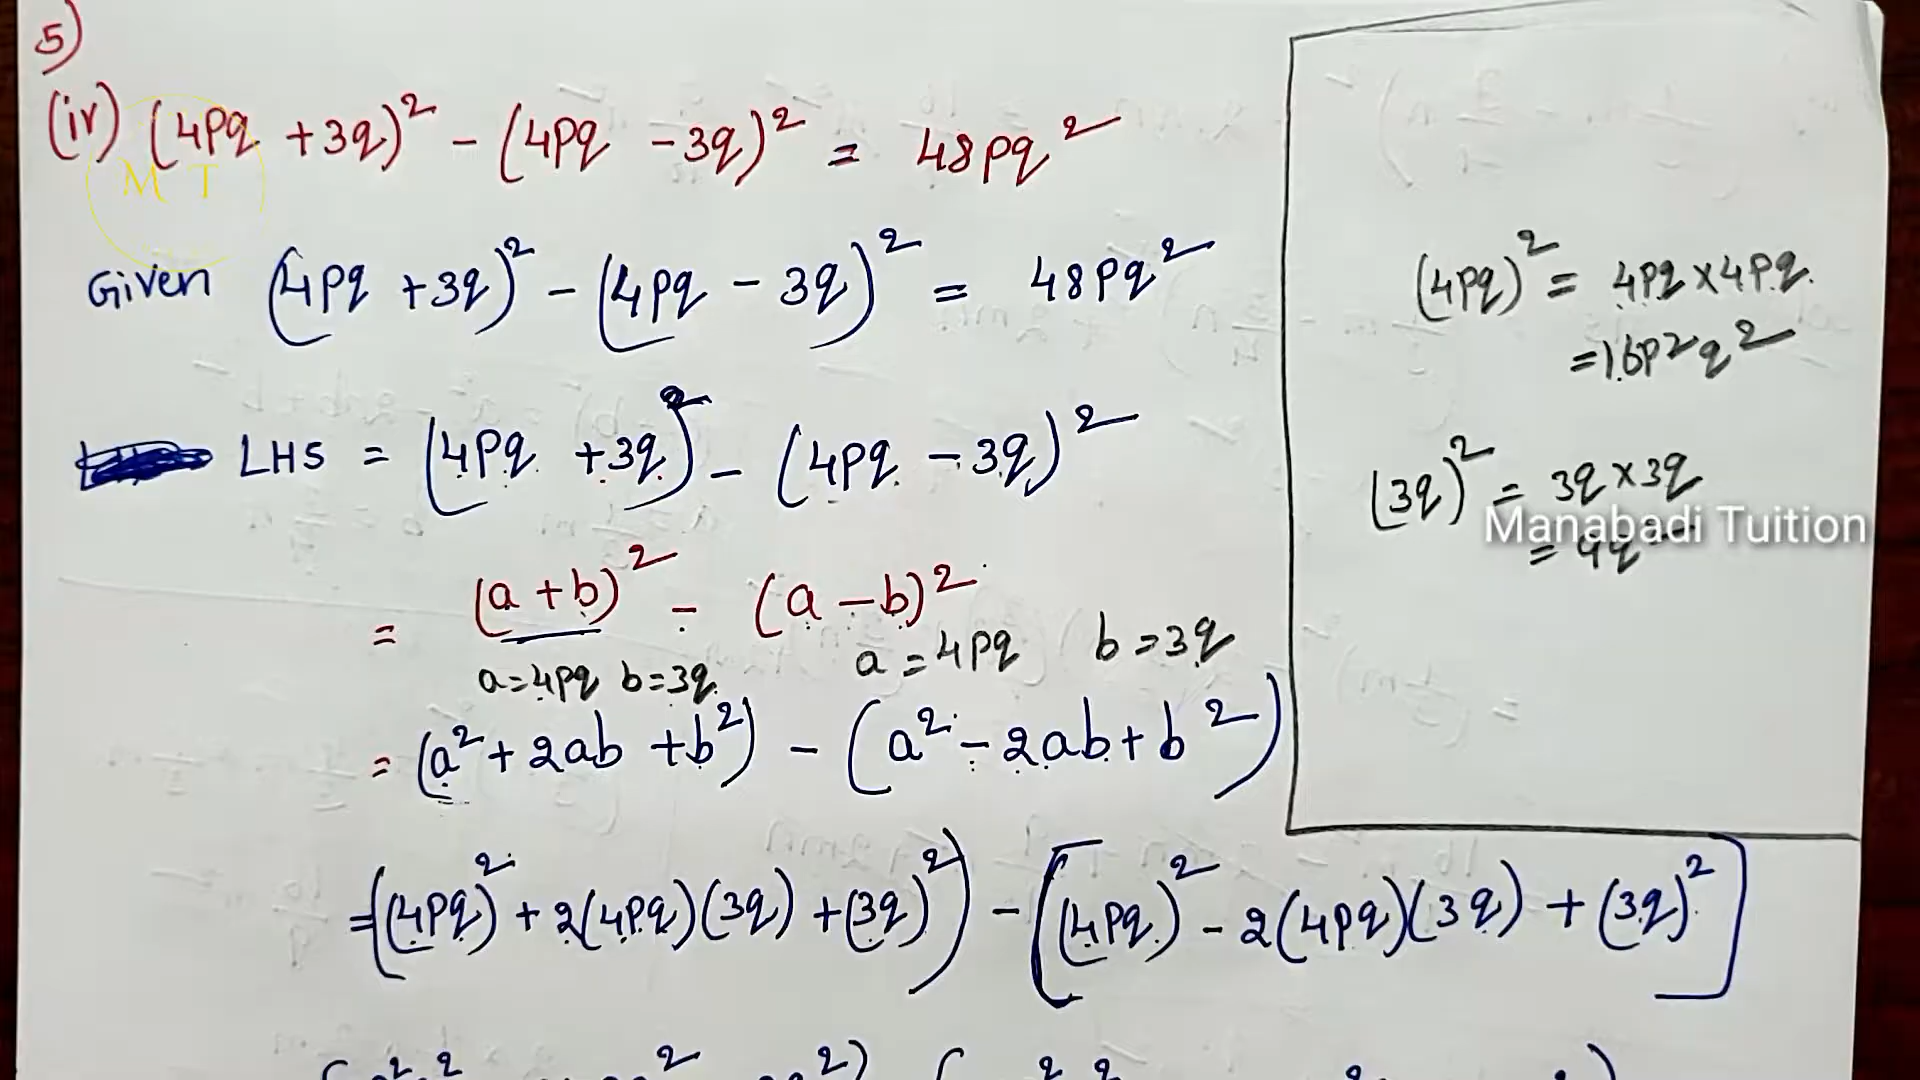 5)
(iv) (4pq + 3q)² - (4pq - 3q)² = 48pq²
M T
Given (4pq + 3q)² - (4pq - 3q)² = 48pq²
LHS = (4pq + 3q)² - (4pq - 3q)²
= (a + b)² - (a - b)²
a = 4pq b = 3q a = 4pq b = 3q
= (a² + 2ab + b²) - (a² - 2ab + b²)
= ((4pq)² + 2(4pq)(3q) + (3q)²) - [(4pq)² - 2(4pq)(3q) + (3q)²]
(4pq)² = 4pq × 4pq.
= 16p²q²
(3q)² = 3q × 3q
= 9q²
Manabadi Tuition